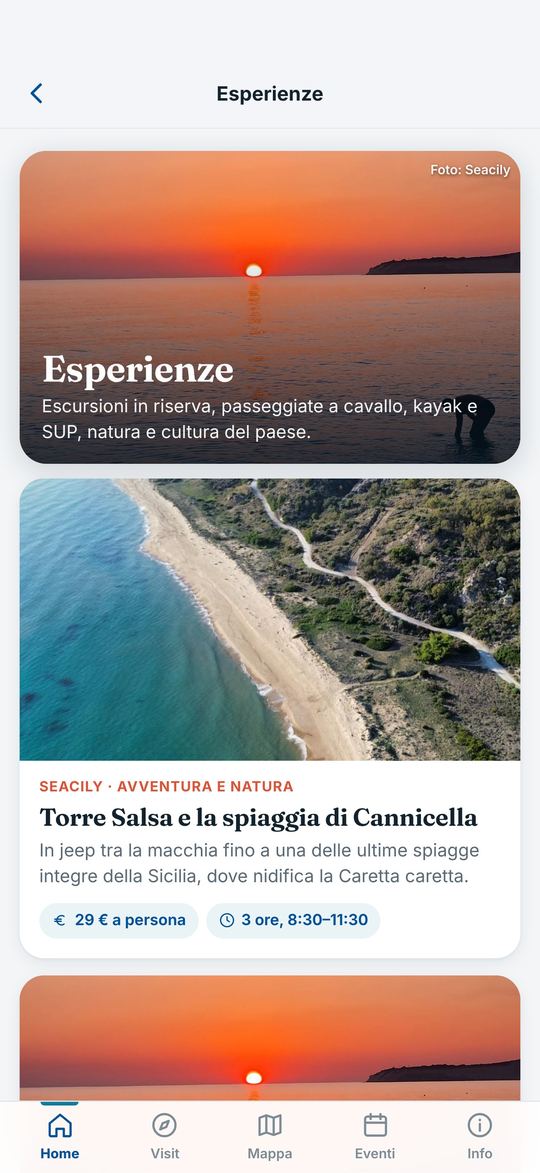 Esperienze
Foto: Seacily
Esperienze
Escursioni in riserva, passeggiate a cavallo, kayak e
SUP, natura e cultura del paese.
SEACILY · AVVENTURA E NATURA
Torre Salsa e la spiaggia di Cannicella
In jeep tra la macchia fino a una delle ultime spiagge
integre della Sicilia, dove nidifica la Caretta caretta.
€ 29 € a persona
3 ore, 8:30–11:30
Home
Visit
Mappa
Eventi
Info